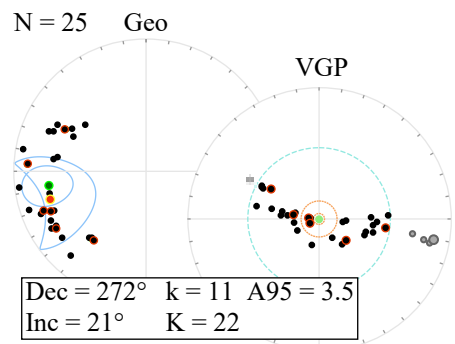 N = 25 Geo
VGP
Dec = 272° k = 11 A95 = 3.5
Inc = 21° K = 22